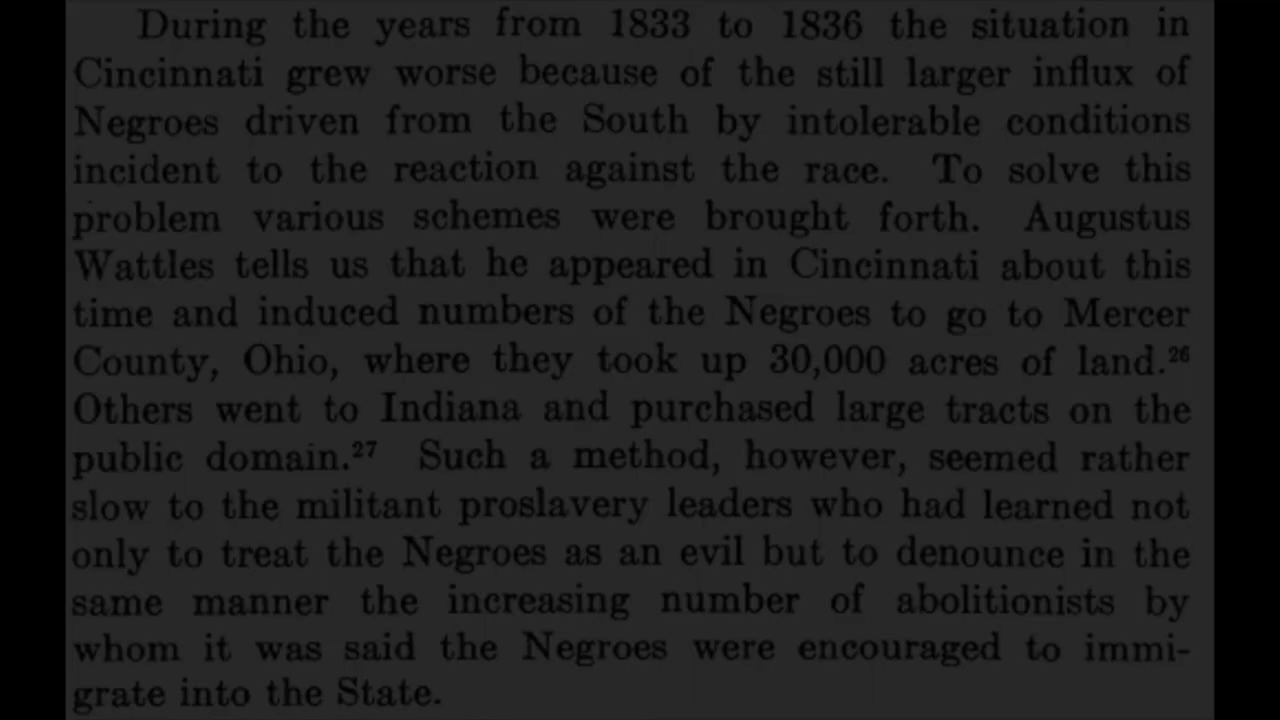 During the years from 1833 to 1836 the situation in
Cincinnati grew worse because of the still larger influx of
Negroes driven from the South by intolerable conditions
incident to the reaction against the race. To solve this
problem various schemes were brought forth. Augustus
Wattles tells us that he appeared in Cincinnati about this
time and induced numbers of the Negroes to go to Mercer
County, Ohio, where they took up 30,000 acres of land.26
Others went to Indiana and purchased large tracts on the
public domain.27 Such a method, however, seemed rather
slow to the militant proslavery leaders who had learned not
only to treat the Negroes as an evil but to denounce in the
same manner the increasing number of abolitionists by
whom it was said the Negroes were encouraged to immi-
grate into the State.